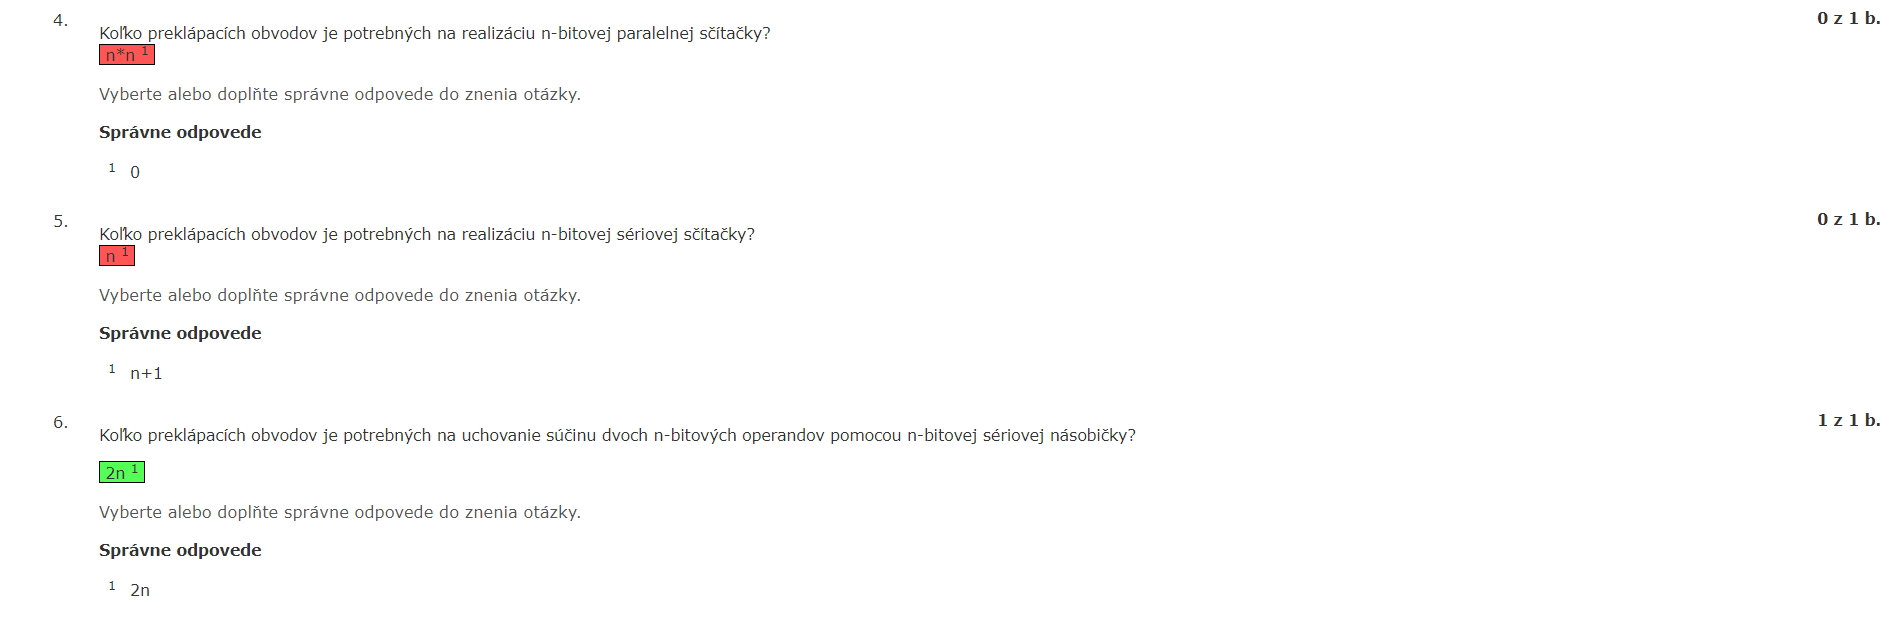 4.
0 z 1 b.
Koľko preklápacích obvodov je potrebných na realizáciu n-bitovej paralelnej sčítačky?
n*n 1
Vyberte alebo doplňte správne odpovede do znenia otázky.
Správne odpovede
1 0
5.
0 z 1 b.
Koľko preklápacích obvodov je potrebných na realizáciu n-bitovej sériovej sčítačky?
n 1
Vyberte alebo doplňte správne odpovede do znenia otázky.
Správne odpovede
1 n+1
6.
1 z 1 b.
Koľko preklápacích obvodov je potrebných na uchovanie súčinu dvoch n-bitových operandov pomocou n-bitovej sériovej násobičky?
2n 1
Vyberte alebo doplňte správne odpovede do znenia otázky.
Správne odpovede
1 2n